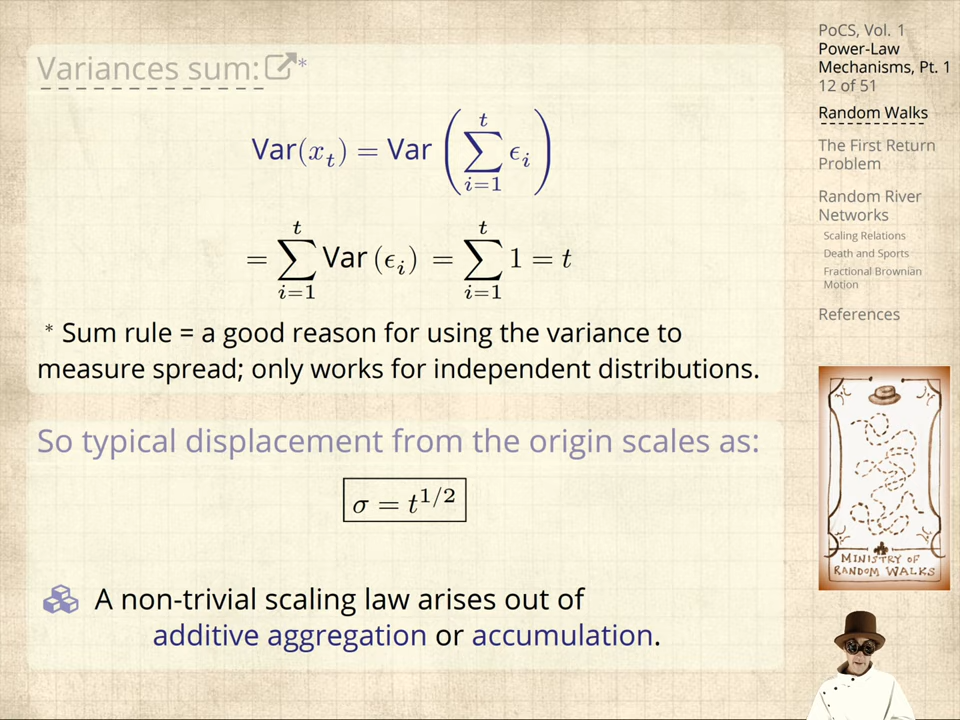 Variances sum: *
Var(x_t) = Var (∑_{i=1}^{t} ϵ_i)
= ∑_{i=1}^{t} Var (ϵ_i) = ∑_{i=1}^{t} 1 = t
* Sum rule = a good reason for using the variance to
measure spread; only works for independent distributions.
So typical displacement from the origin scales as:
σ = t^{1/2}
A non-trivial scaling law arises out of
additive aggregation or accumulation.
PoCS, Vol. 1
Power-Law
Mechanisms, Pt. 1
12 of 51
Random Walks
The First Return
Problem
Random River
Networks
Scaling Relations
Death and Sports
Fractional Brownian
Motion
References
MINISTRY OF
RANDOM WALKS